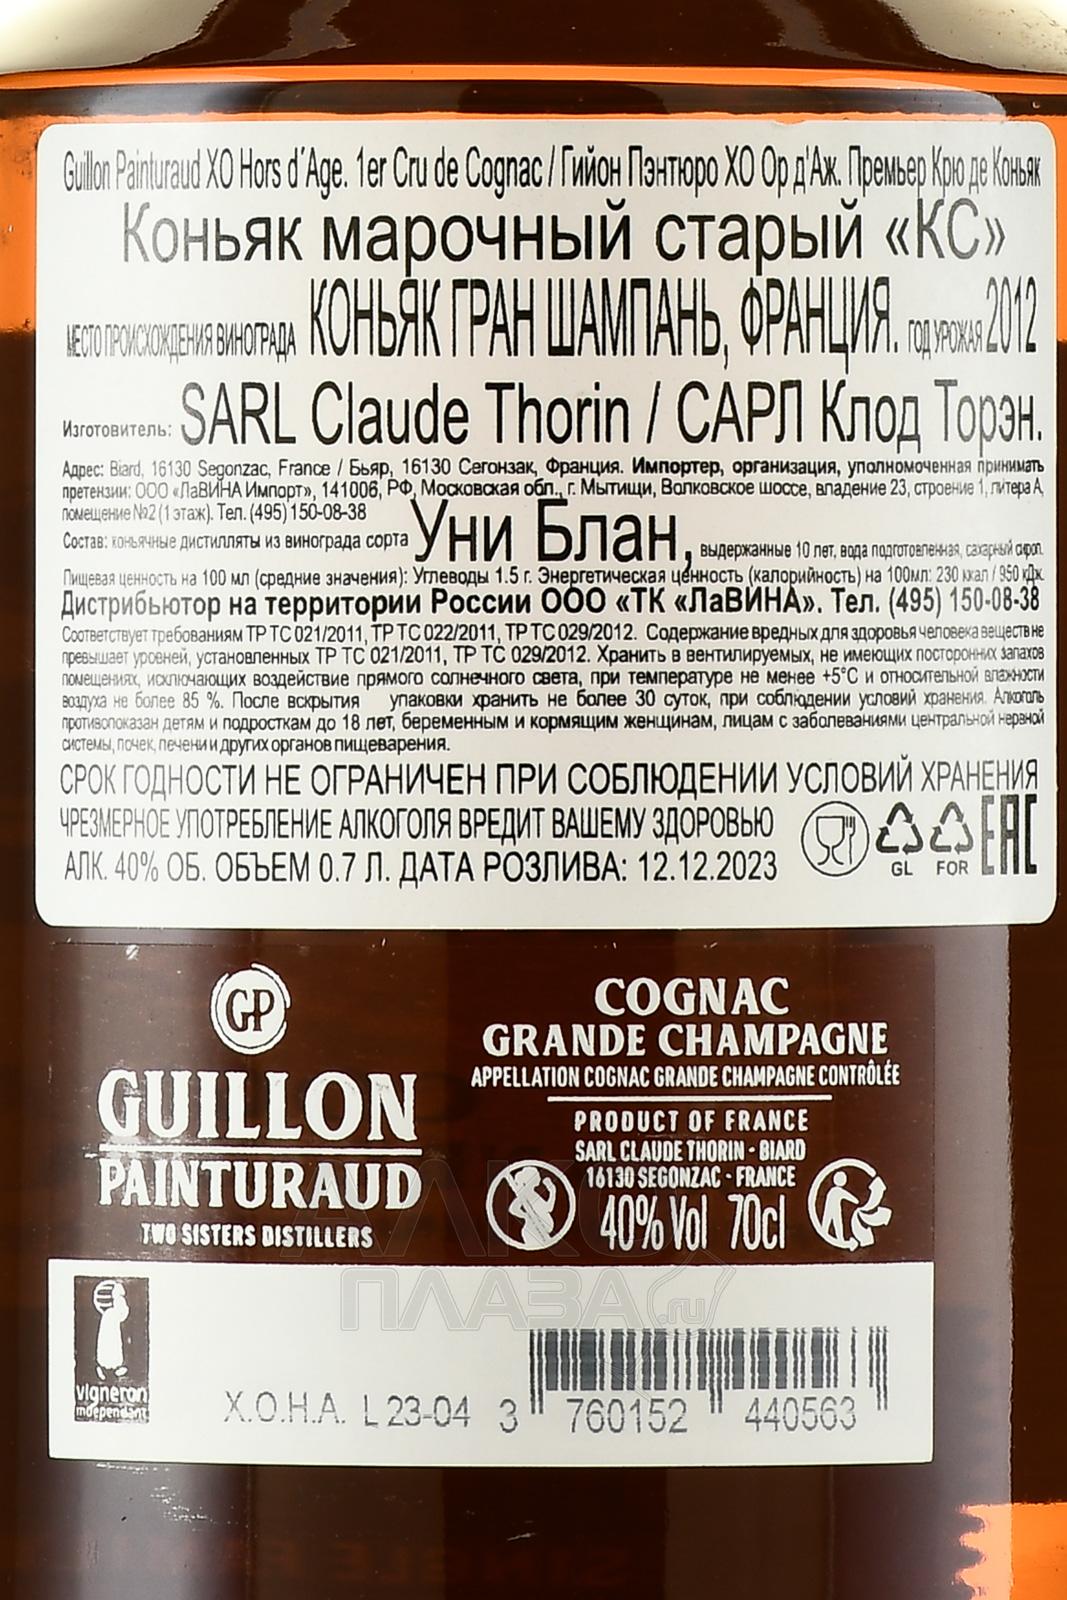 Guillon Painturaud XO Hors d´Age. 1er Cru de Cognac / Гийон Пэнтюро ХО Ор д'Аж. Премьер Крю де Коньяк
Коньяк марочный старый «КС»
МЕСТО ПРОИСХОЖДЕНИЯ ВИНОГРАДА КОНЬЯК ГРАН ШАМПАНЬ, ФРАНЦИЯ. ГОД УРОЖАЯ 2012
Изготовитель: SARL Claude Thorin / САРЛ Клод Торэн.
Адрес: Biard, 16130 Segonzac, France / Бьяр, 16130 Сегонзак, Франция. Импортер, организация, уполномоченная принимать
претензии: ООО «ЛаВИНА Импорт», 141006, РФ, Московская обл., г. Мытищи, Волковское шоссе, владение 23, строение 1, литера А,
помещение №2 (1 этаж). Тел. (495) 150-08-38
Состав: коньячные дистилляты из винограда сорта Уни Блан, выдержанные 10 лет, вода подготовленная, сахарный сироп.
Пищевая ценность на 100 мл (средние значения): Углеводы 1.5 г. Энергетическая ценность (калорийность) на 100мл: 230 ккал / 950 кДж.
Дистрибьютор на территории России ООО «ТК «ЛаВИНА». Тел. (495) 150-08-38
Соответствует требованиям ТР ТС 021/2011, ТР ТС 022/2011, ТР ТС 029/2012. Содержание вредных для здоровья человека веществ не
превышает уровней, установленных ТР ТС 021/2011, ТР ТС 029/2012. Хранить в вентилируемых, не имеющих посторонних запахов
помещениях, исключающих воздействие прямого солнечного света, при температуре не менее +5°С и относительной влажности
воздуха не более 85 %. После вскрытия упаковки хранить не более 30 суток, при соблюдении условий хранения. Алкоголь
противопоказан детям и подросткам до 18 лет, беременным и кормящим женщинам, лицам с заболеваниями центральной нервной
системы, почек, печени и других органов пищеварения.
СРОК ГОДНОСТИ НЕ ОГРАНИЧЕН ПРИ СОБЛЮДЕНИИ УСЛОВИЙ ХРАНЕНИЯ
ЧРЕЗМЕРНОЕ УПОТРЕБЛЕНИЕ АЛКОГОЛЯ ВРЕДИТ ВАШЕМУ ЗДОРОВЬЮ
АЛК. 40% ОБ. ОБЪЕМ 0.7 Л. ДАТА РОЗЛИВА: 12.12.2023
GL FOR EAC
GP
GUILLON
PAINTURAUD
TWO SISTERS DISTILLERS
COGNAC
GRANDE CHAMPAGNE
APPELLATION COGNAC GRANDE CHAMPAGNE CONTRÔLÉE
PRODUCT OF FRANCE
SARL CLAUDE THORIN · BIARD
16130 SEGONZAC · FRANCE
40% Vol 70cl
АЛКО
ПЛАЗА.ru
vigneron
indépendant
X.O.H.A. L 23-04
3 760152 440563